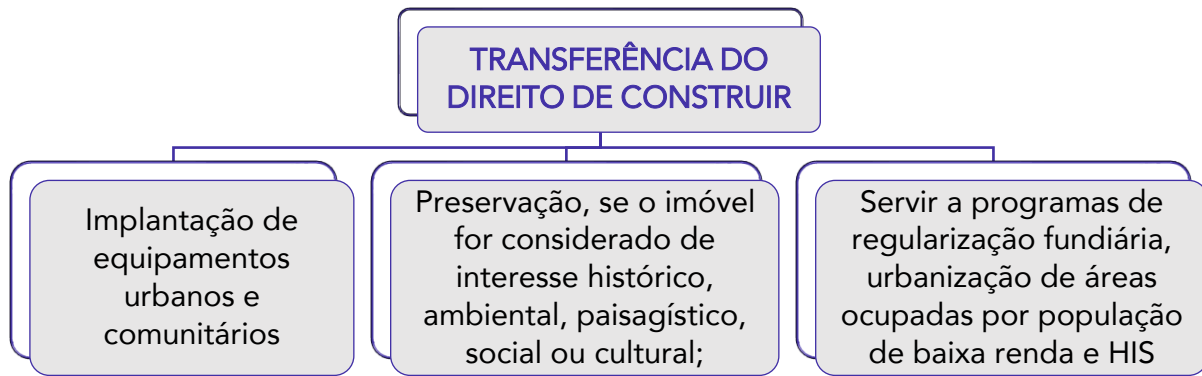 TRANSFERÊNCIA DO
DIREITO DE CONSTRUIR
Implantação de
equipamentos
urbanos e
comunitários
Preservação, se o imóvel
for considerado de
interesse histórico,
ambiental, paisagístico,
social ou cultural;
Servir a programas de
regularização fundiária,
urbanização de áreas
ocupadas por população
de baixa renda e HIS